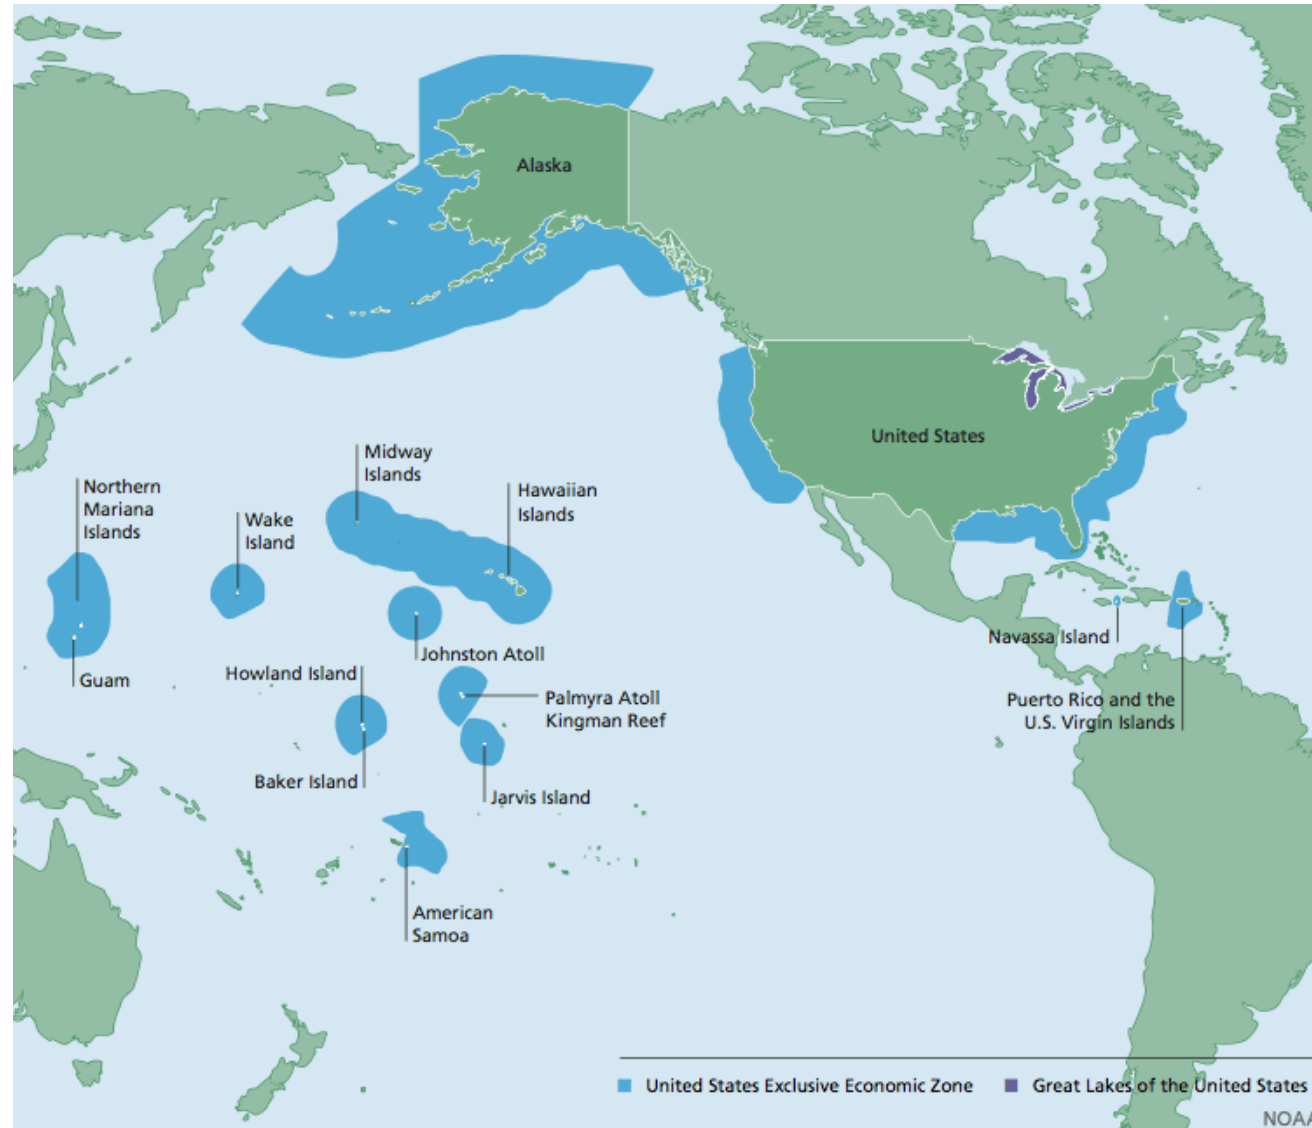 Alaska
United States
Midway
Islands
Northern
Mariana
Islands
Hawaiian
Islands
Wake
Island
Navassa Island
Johnston Atoll
Howland Island
Guam
Palmyra Atoll
Kingman Reef
Puerto Rico and the
U.S. Virgin Islands
Baker Island
Jarvis Island
American
Samoa
United States Exclusive Economic Zone
Great Lakes of the United States
NOAA